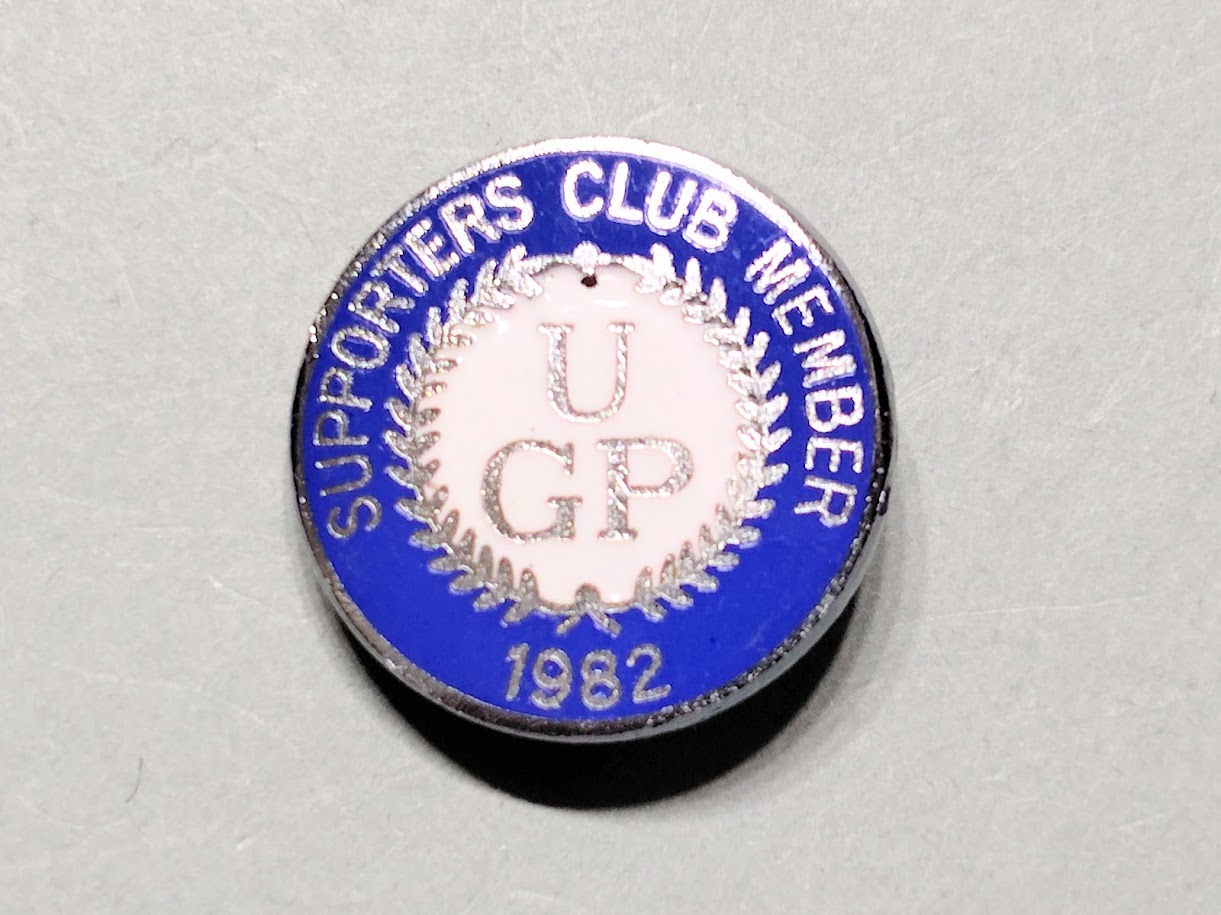 SUPPORTERS CLUB MEMBER
U
GP
1982